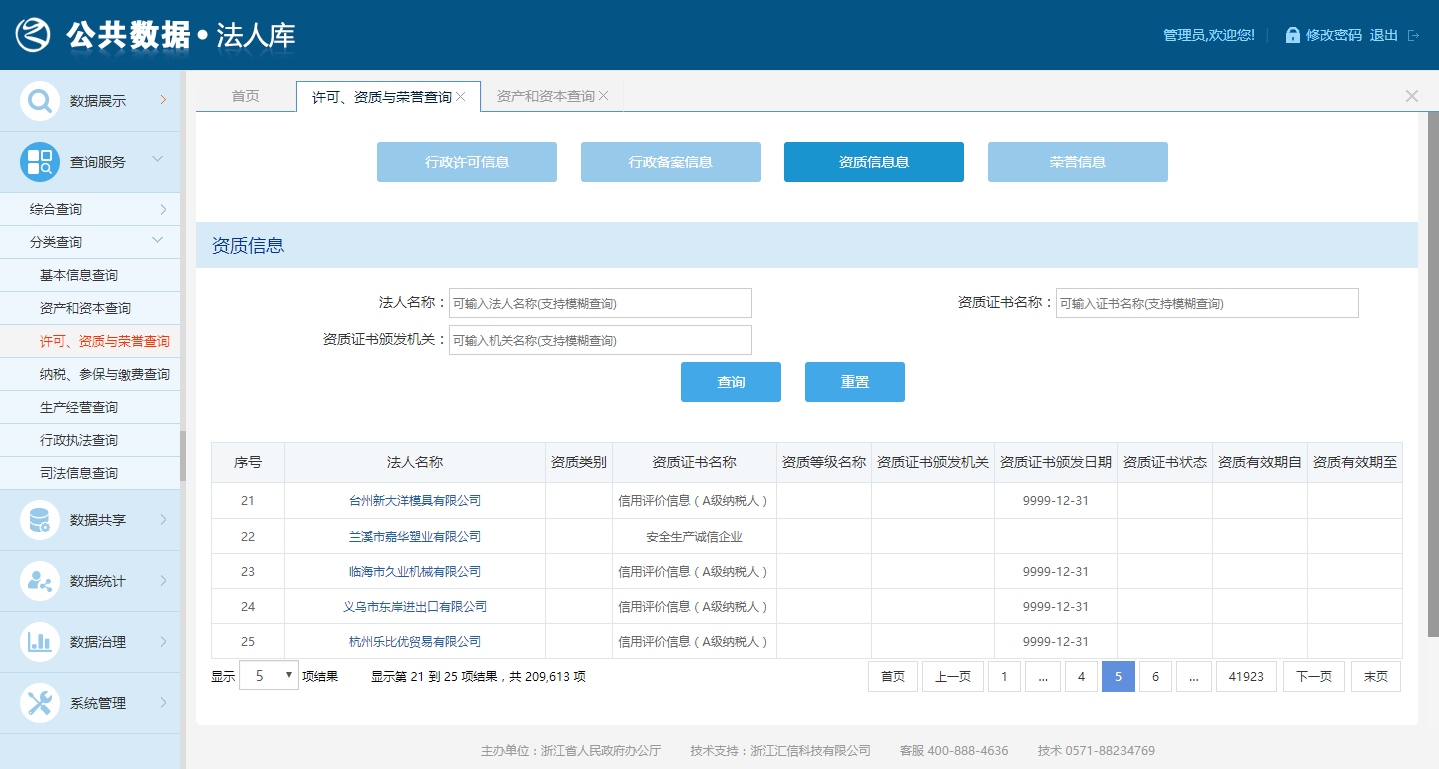 公共数据•法人库
管理员,欢迎您! 修改密码 退出
首页 许可、资质与荣誉查询 资产和资本查询
数据展示
查询服务
综合查询
分类查询
基本信息查询
资产和资本查询
许可、资质与荣誉查询
纳税、参保与缴费查询
生产经营查询
行政执法查询
司法信息查询
数据共享
数据统计
数据治理
系统管理
行政许可信息 行政备案信息 资质信息息 荣誉信息
资质信息
法人名称： 可输入法人名称(支持模糊查询) 资质证书名称： 可输入证书名称(支持模糊查询)
资质证书颁发机关： 可输入机关名称(支持模糊查询)
查询 重置
序号 法人名称 资质类别 资质证书名称 资质等级名称 资质证书颁发机关 资质证书颁发日期 资质证书状态 资质有效期自 资质有效期至
21 台州新大洋模具有限公司 信用评价信息（A级纳税人） 9999-12-31
22 兰溪市嘉华塑业有限公司 安全生产诚信企业
23 临海市久业机械有限公司 信用评价信息（A级纳税人） 9999-12-31
24 义乌市东岸进出口有限公司 信用评价信息（A级纳税人） 9999-12-31
25 杭州乐比优贸易有限公司 信用评价信息（A级纳税人） 9999-12-31
显示 5 项结果 显示第 21 到 25 项结果，共 209,613 项 首页 上一页 1 ... 4 5 6 ... 41923 下一页 末页
主办单位：浙江省人民政府办公厅 技术支持：浙江汇信科技有限公司 客服 400-888-4636 技术 0571-88234769